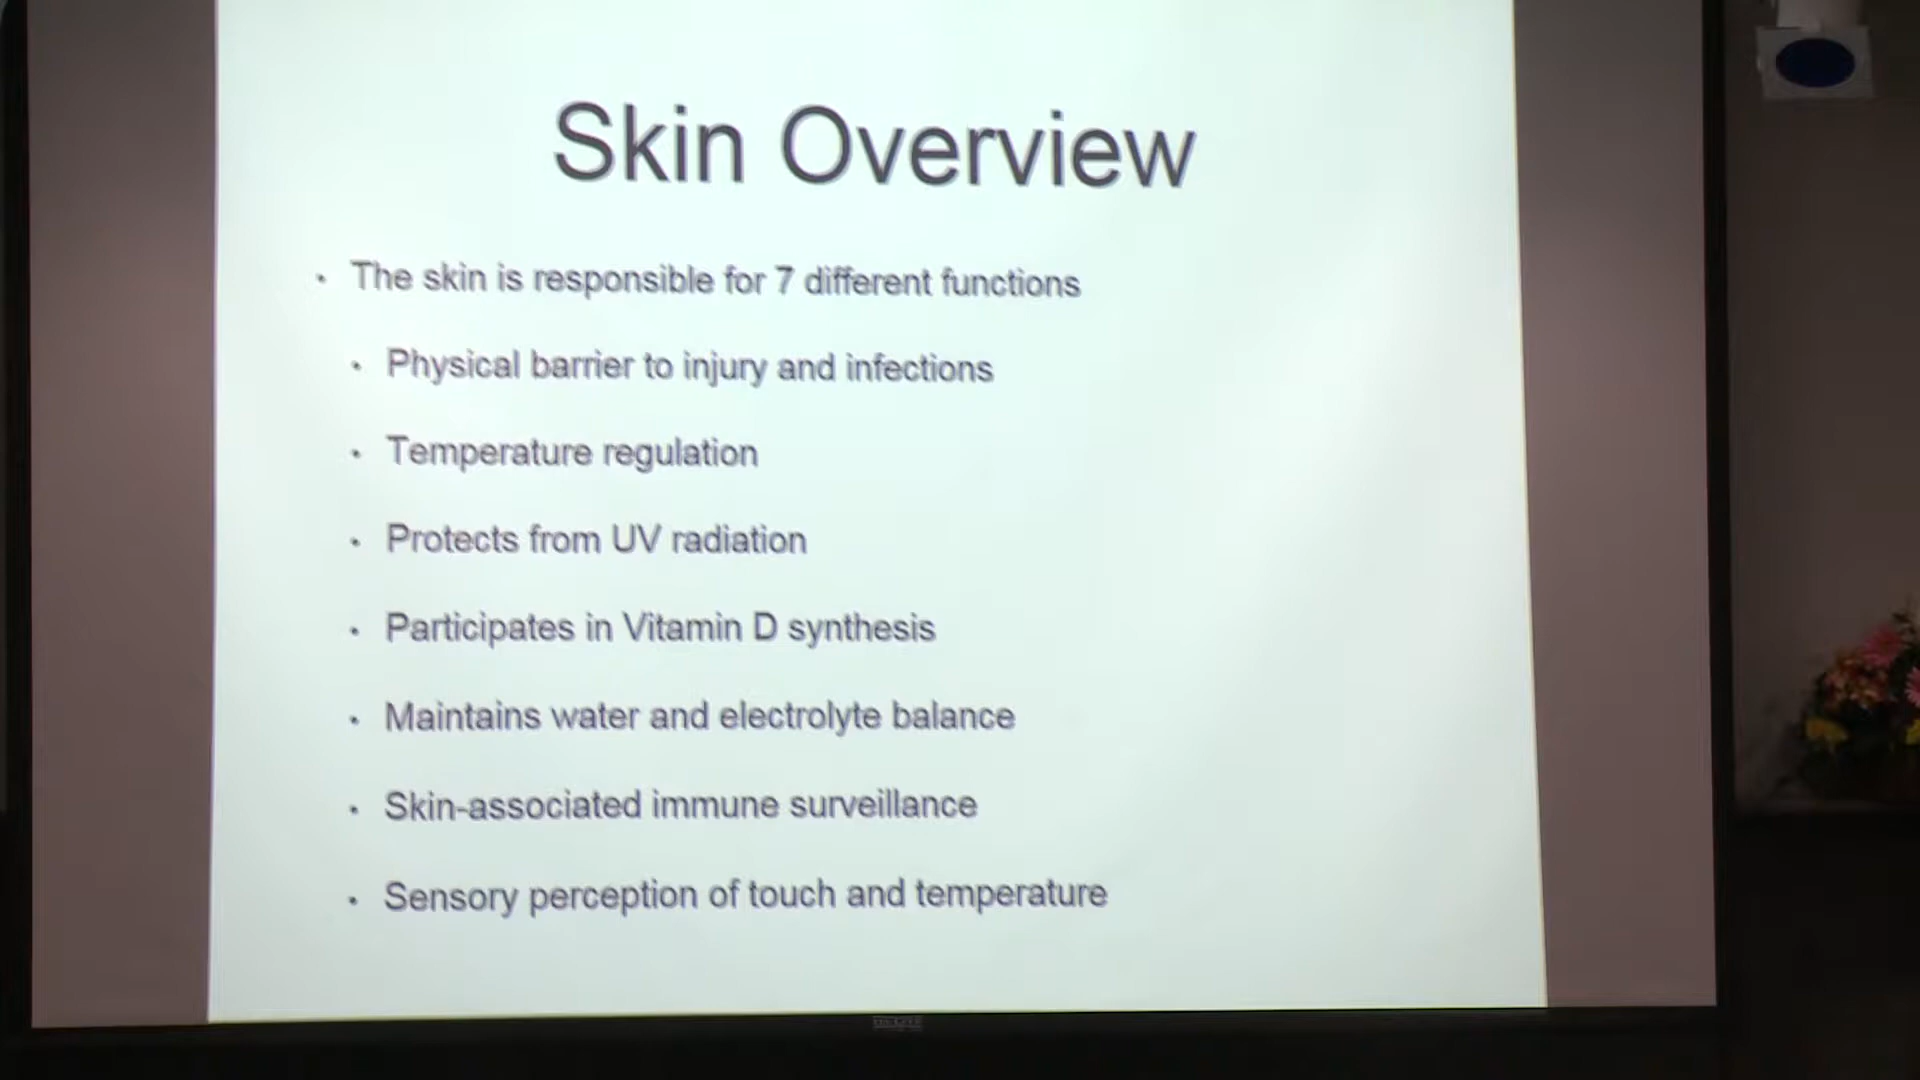 Skin Overview
• The skin is responsible for 7 different functions
• Physical barrier to injury and infections
• Temperature regulation
• Protects from UV radiation
• Participates in Vitamin D synthesis
• Maintains water and electrolyte balance
• Skin-associated immune surveillance
• Sensory perception of touch and temperature